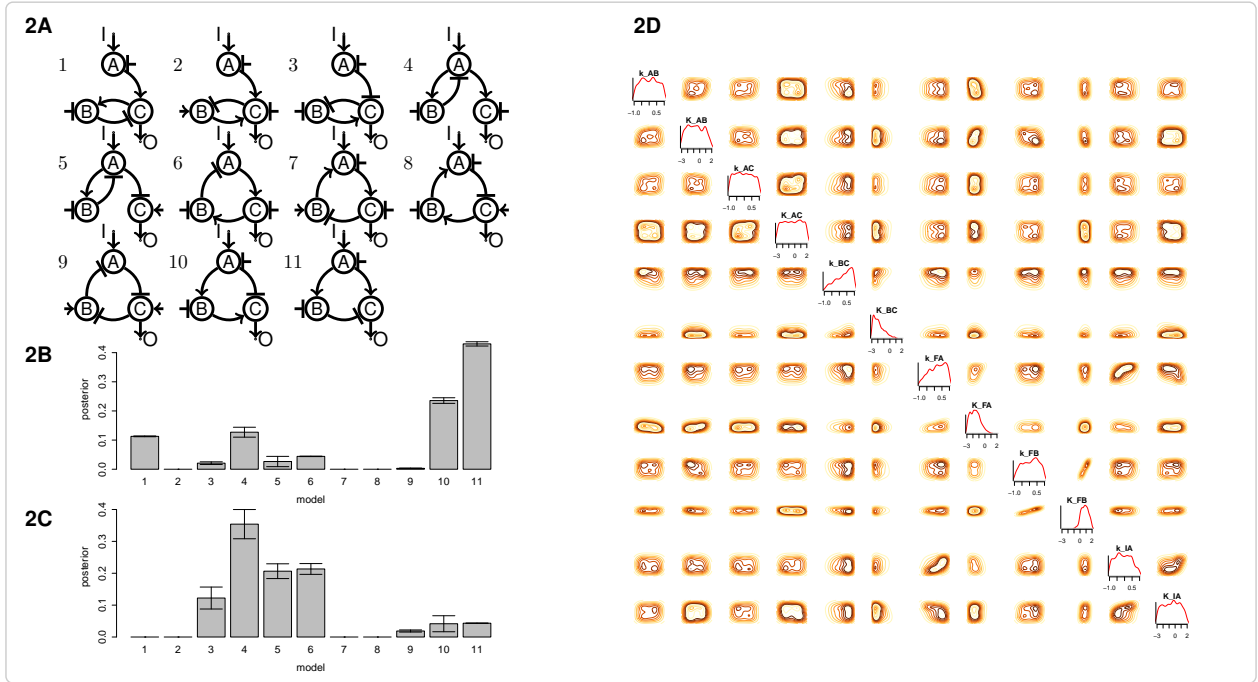 2A
I I I I
1 A 2 A 3 A 4 A
B C B C B C B C
O O O O
I I I I
5 A 6 A 7 A 8 A
B C B C B C B C
O O O O
I I I
9 A 10 A 11 A
B C B C B C
O O O
2B
posterior
0.0 0.1 0.2 0.3 0.4
1 2 3 4 5 6 7 8 9 10 11
model
2C
posterior
0.0 0.1 0.2 0.3 0.4
1 2 3 4 5 6 7 8 9 10 11
model
2D
k_AB
−1.0 0.5
K_AB
−3 0 2
k_AC
−1.0 0.5
K_AC
−3 0 2
k_BC
−1.0 0.5
K_BC
−3 0 2
k_FA
−1.0 0.5
K_FA
−3 0 2
k_FB
−1.0 0.5
K_FB
−3 0 2
k_IA
−1.0 0.5
K_IA
−3 0 2